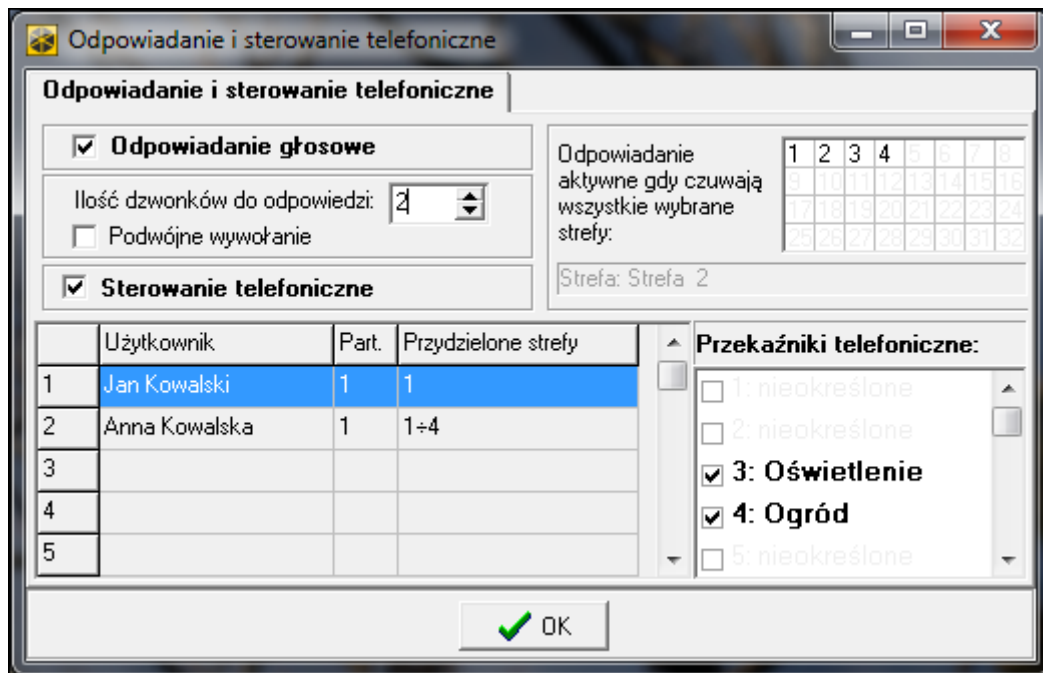 Odpowiadanie i sterowanie telefoniczne
Odpowiadanie i sterowanie telefoniczne
Odpowiadanie głosowe
Ilość dzwonków do odpowiedzi: 2
Podwójne wywołanie
Sterowanie telefoniczne
Odpowiadanie
aktywne gdy czuwają
wszystkie wybrane
strefy:
1 2 3 4 5 6 7 8
9 10 11 12 13 14 15 16
17 18 19 20 21 22 23 24
25 26 27 28 29 30 31 32
Strefa: Strefa 2
Użytkownik Part. Przydzielone strefy
1 Jan Kowalski 1 1
2 Anna Kowalska 1 1÷4
3
4
5
Przekaźniki telefoniczne:
1: nieokreślone
2: nieokreślone
3: Oświetlenie
4: Ogród
5: nieokreślone
OK